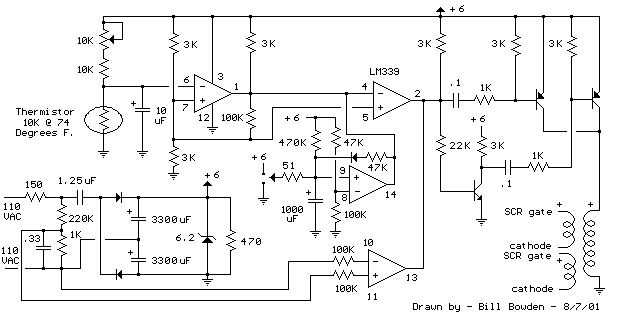 + 6
10K
3K
3K
3K
3K
3K
LM339
10K
3
6
1
4
2
.1
1K
7
5
+
10
uF
12
100K
+ 6
+ 6
Thermistor
10K @ 74
Degrees F.
470K
47K
22K
3K
3K
+ 6
47K
1K
51
9
8
14
.1
1.25uF
+ 6
150
1000
uF
100K
110
VAC
220K
3300uF
SCR gate
.33
1K
6.2
470
100K
10
cathode
SCR gate
110
VAC
3300uF
13
100K
11
cathode
Drawn by - Bill Bowden - 8/7/01